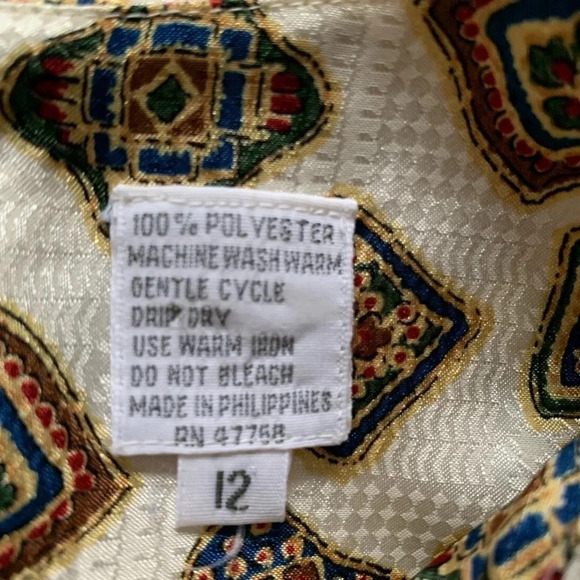 100% POLYESTER
MACHINE WASH WARM
GENTLE CYCLE
DRIP DRY
USE WARM IRON
DO NOT BLEACH
MADE IN PHILIPPINES
RN 47758
12